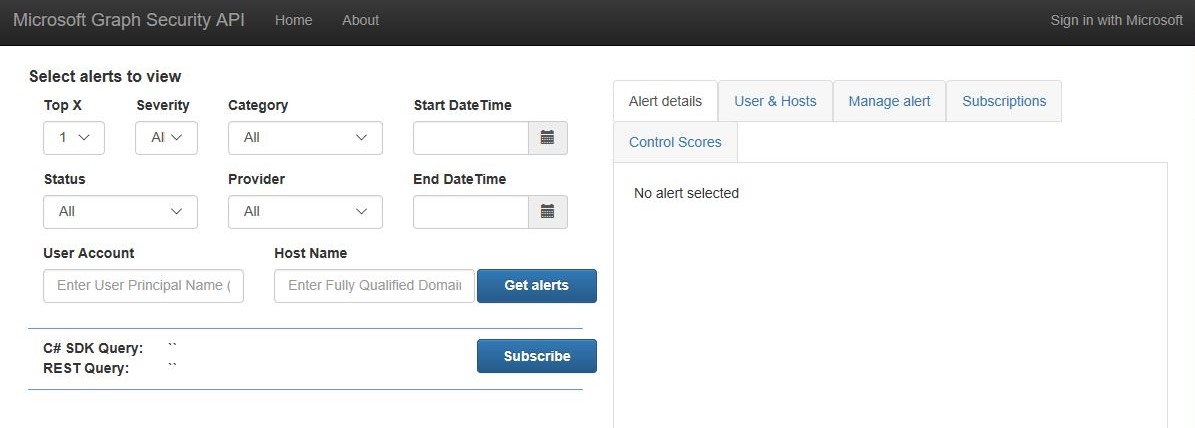 Microsoft Graph Security API Home About Sign in with Microsoft
Select alerts to view
Top X Severity Category Start DateTime
1 All All
Status Provider End DateTime
All All
User Account Host Name
Enter User Principal Name ( Enter Fully Qualified Domain Get alerts
C# SDK Query: `` Subscribe
REST Query: ``
Alert details User & Hosts Manage alert Subscriptions
Control Scores
No alert selected